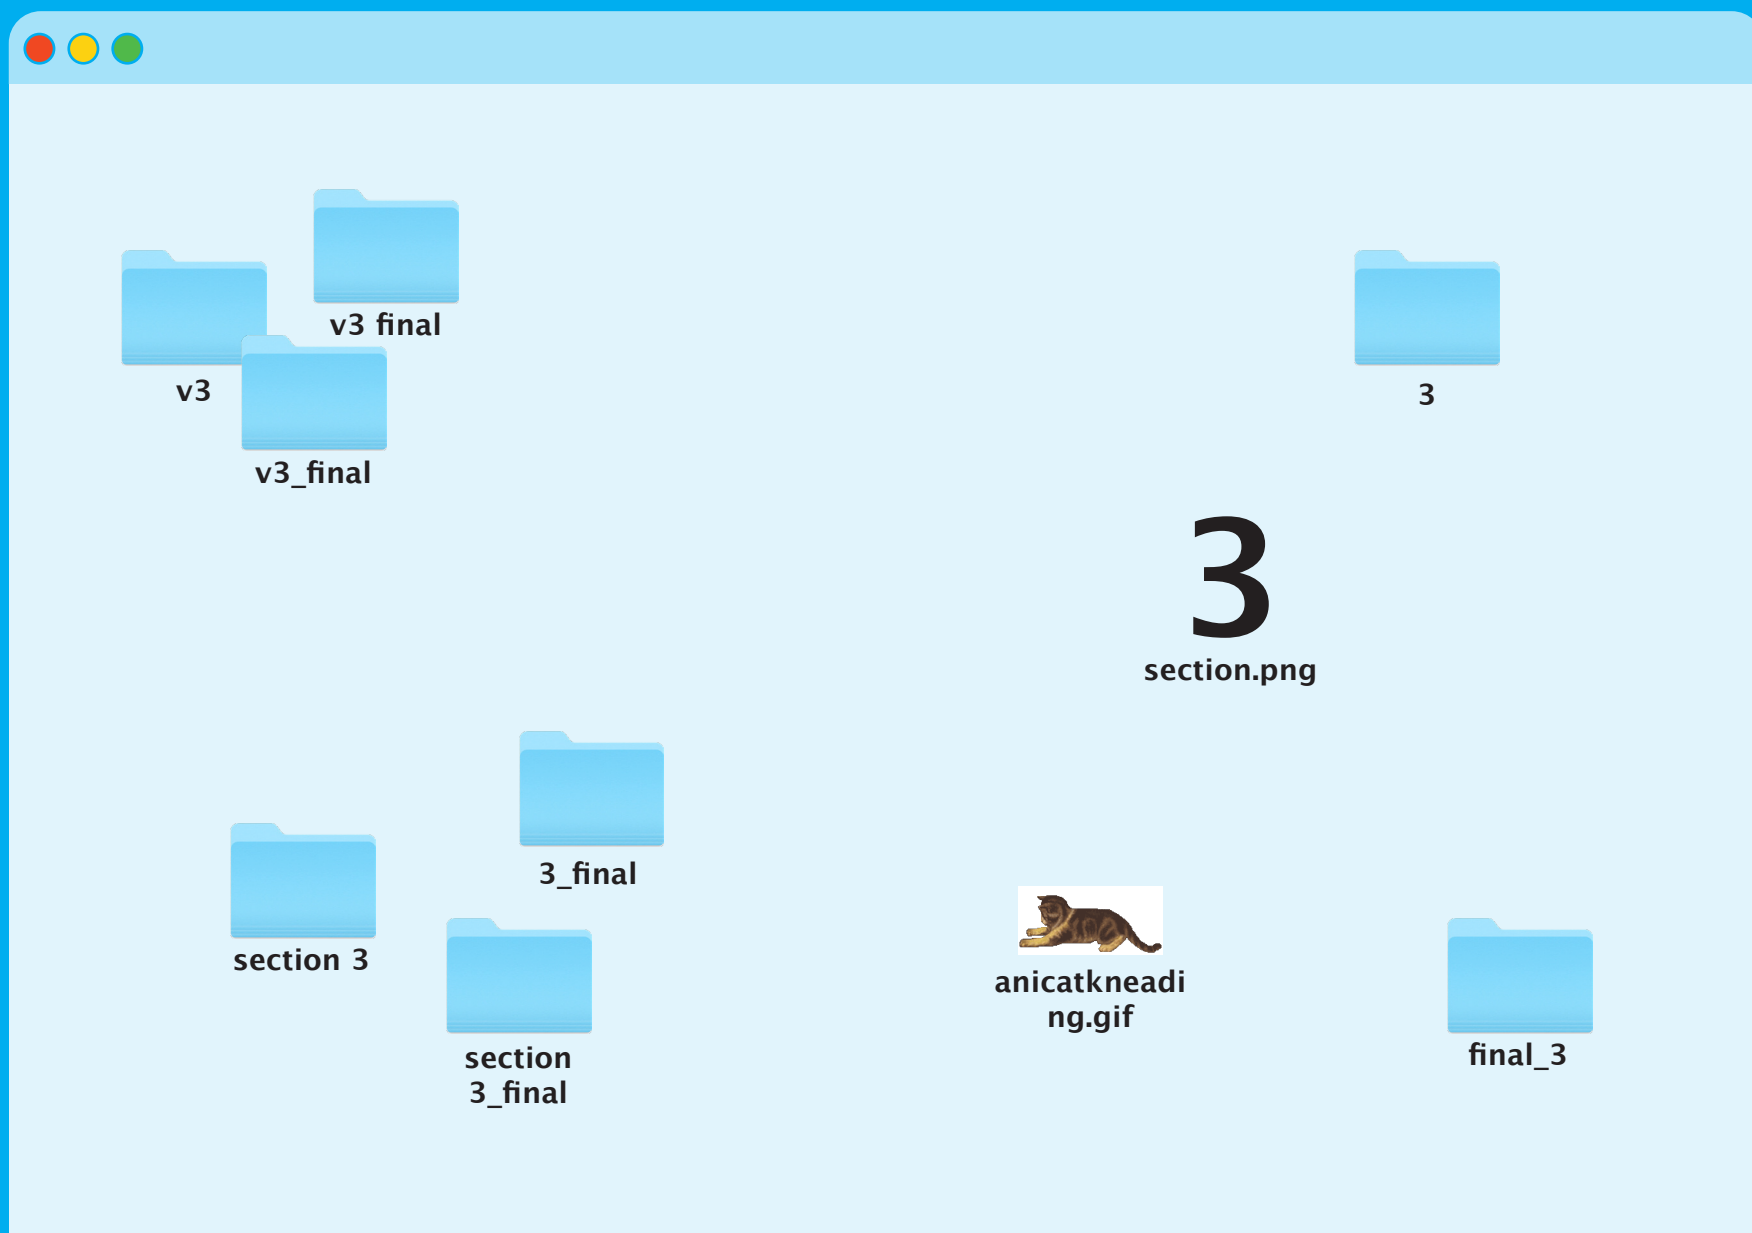 v3 final
v3
v3_final
3
3
section.png
3_final
section 3
section
3_final
anicatkneadi
ng.gif
final_3